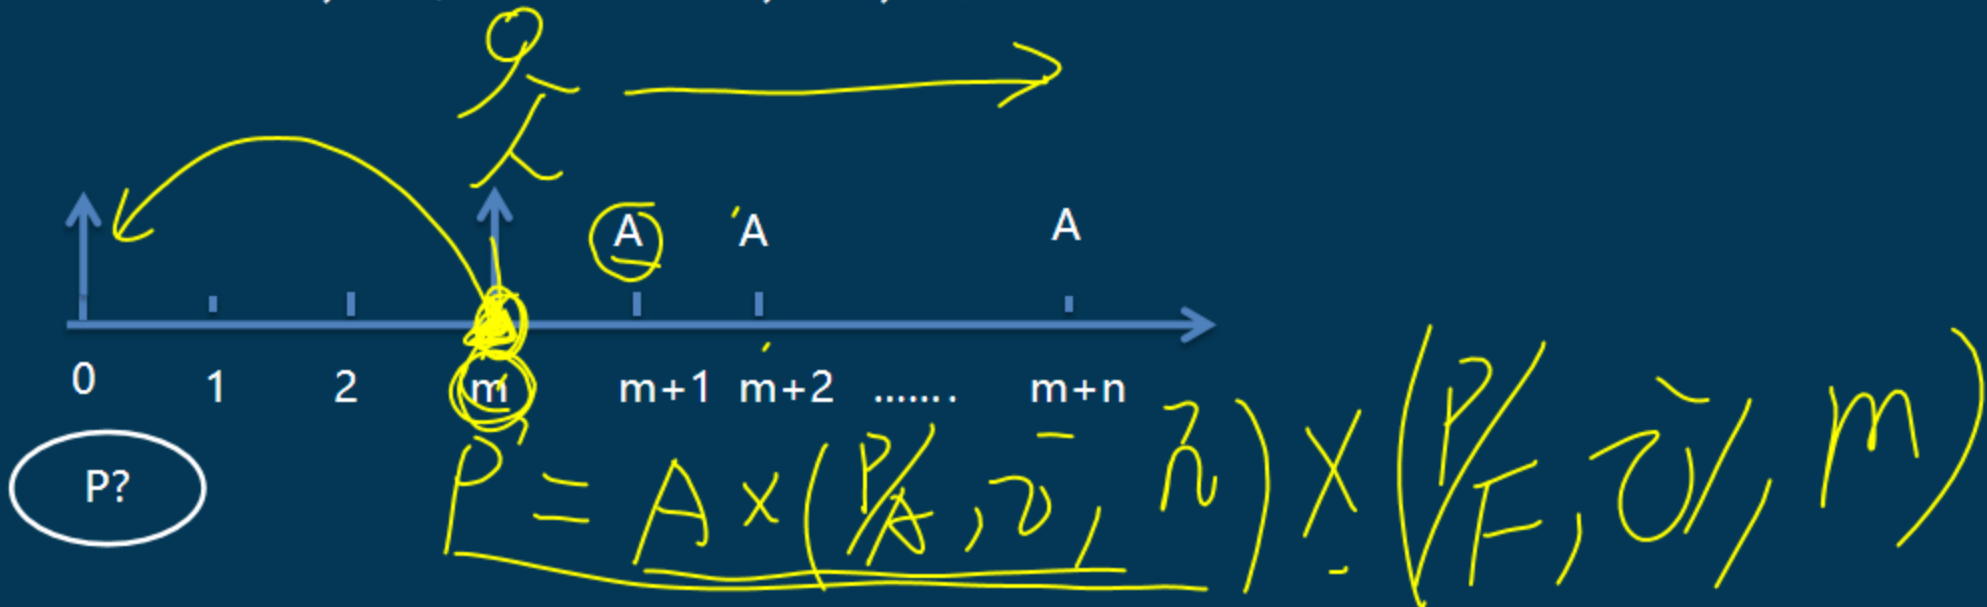 A A A
0 1 2 m m+1 m+2 ....... m+n
P?
P' = A × (P/A, i, n) × (P/F, i, m)